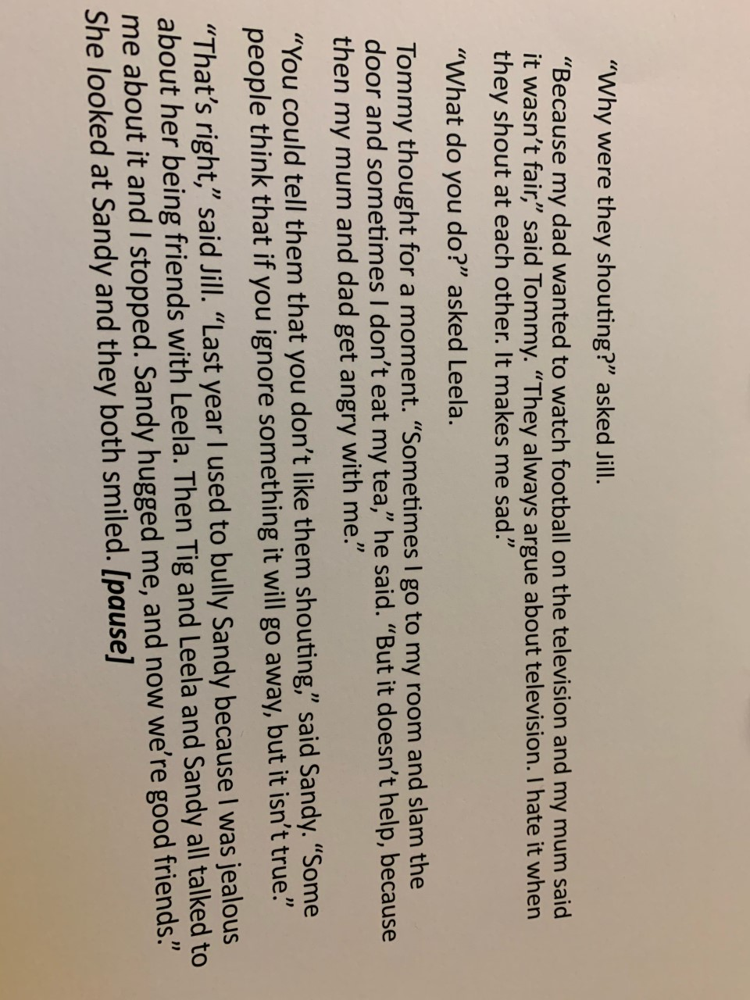 “Why were they shouting?” asked Jill.
“Because my dad wanted to watch football on the television and my mum said
it wasn’t fair,” said Tommy. “They always argue about television. I hate it when
they shout at each other. It makes me sad.”
“What do you do?” asked Leela.
Tommy thought for a moment. “Sometimes I go to my room and slam the
door and sometimes I don’t eat my tea,” he said. “But it doesn’t help, because
then my mum and dad get angry with me.”
“You could tell them that you don’t like them shouting,” said Sandy. “Some
people think that if you ignore something it will go away, but it isn’t true.”
“That’s right,” said Jill. “Last year I used to bully Sandy because I was jealous
about her being friends with Leela. Then Tig and Leela and Sandy all talked to
me about it and I stopped. Sandy hugged me, and now we’re good friends.”
She looked at Sandy and they both smiled. [pause]